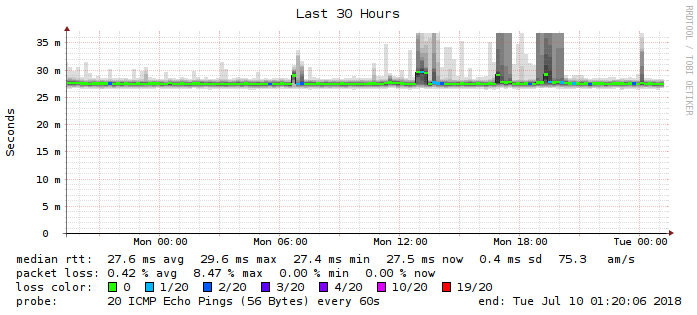 Last 30 Hours
RRDTOOL / TOBI OETIKER
Seconds
35 m
30 m
25 m
20 m
15 m
10 m
5 m
0
Mon 00:00 Mon 06:00 Mon 12:00 Mon 18:00 Tue 00:00
median rtt: 27.6 ms avg 29.6 ms max 27.4 ms min 27.5 ms now 0.4 ms sd 75.3 am/s
packet loss: 0.42 % avg 8.47 % max 0.00 % min 0.00 % now
loss color: 0 1/20 2/20 3/20 4/20 10/20 19/20
probe: 20 ICMP Echo Pings (56 Bytes) every 60s end: Tue Jul 10 01:20:06 2018